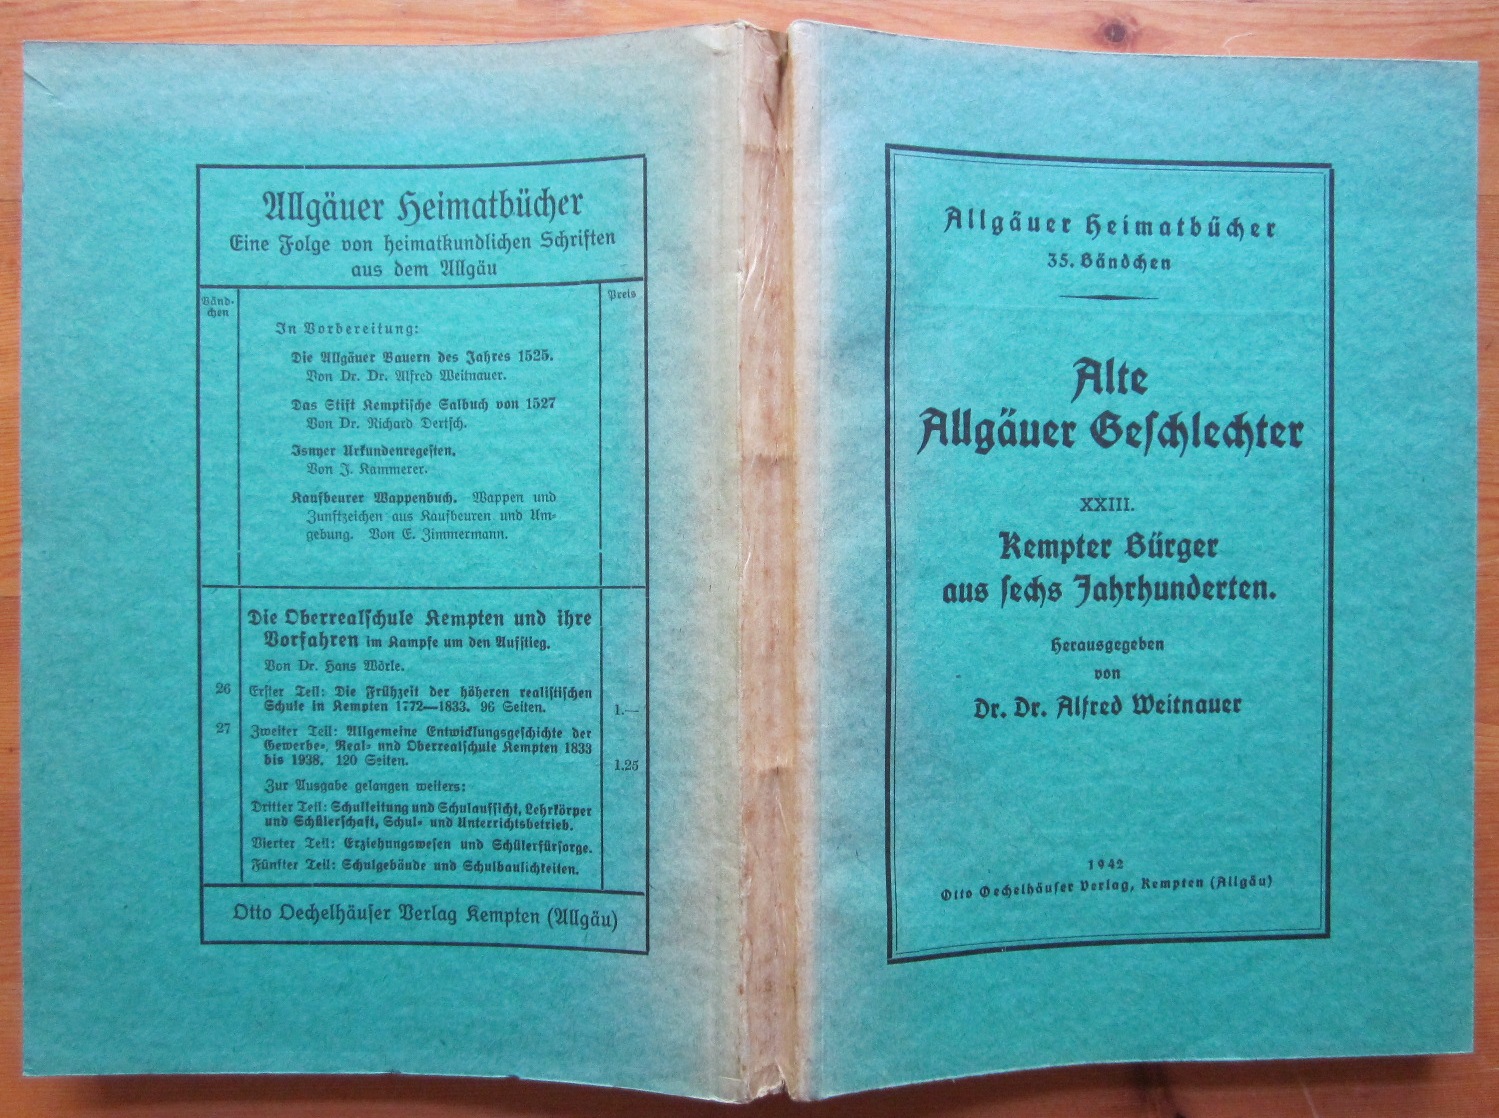 Allgäuer Heimatbücher
Eine Folge von heimatkundlichen Schriften
aus dem Allgäu
Bänd-
chen
Preis
In Vorbereitung:
Die Allgäuer Bauern des Jahres 1525.
Von Dr. Dr. Alfred Weitnauer.
Das Stift Kemptische Salbuch von 1527
Von Dr. Richard Dertsch.
Isnyer Urkundenregesten.
Von J. Kammerer.
Kaufbeurer Wappenbuch. Wappen und
Zunftzeichen aus Kaufbeuren und Um-
gebung. Von E. Zimmermann.
Die Oberrealschule Kempten und ihre
Vorfahren im Kampfe um den Aufstieg.
Von Dr. Hans Wörle.
26 Erster Teil: Die Frühzeit der höheren realistischen
Schule in Kempten 1772—1833. 96 Seiten. 1.—
27 Zweiter Teil: Allgemeine Entwicklungsgeschichte der
Gewerbe-, Real- und Oberrealschule Kempten 1833
bis 1938. 120 Seiten. 1.25
Zur Ausgabe gelangen weiters:
Dritter Teil: Schulleitung und Schulaufsicht, Lehrkörper
und Schülerschaft, Schul- und Unterrichtsbetrieb.
Vierter Teil: Erziehungswesen und Schülerfürsorge.
Fünfter Teil: Schulgebäude und Schulbaulichkeiten.
Otto Oechelhäuser Verlag Kempten (Allgäu)
Allgäuer Heimatbücher
35. Bändchen
Alte
Allgäuer Geschlechter
XXIII.
Kempter Bürger
aus sechs Jahrhunderten.
Herausgegeben
von
Dr. Dr. Alfred Weitnauer
1942
Otto Oechelhäuser Verlag, Kempten (Allgäu)